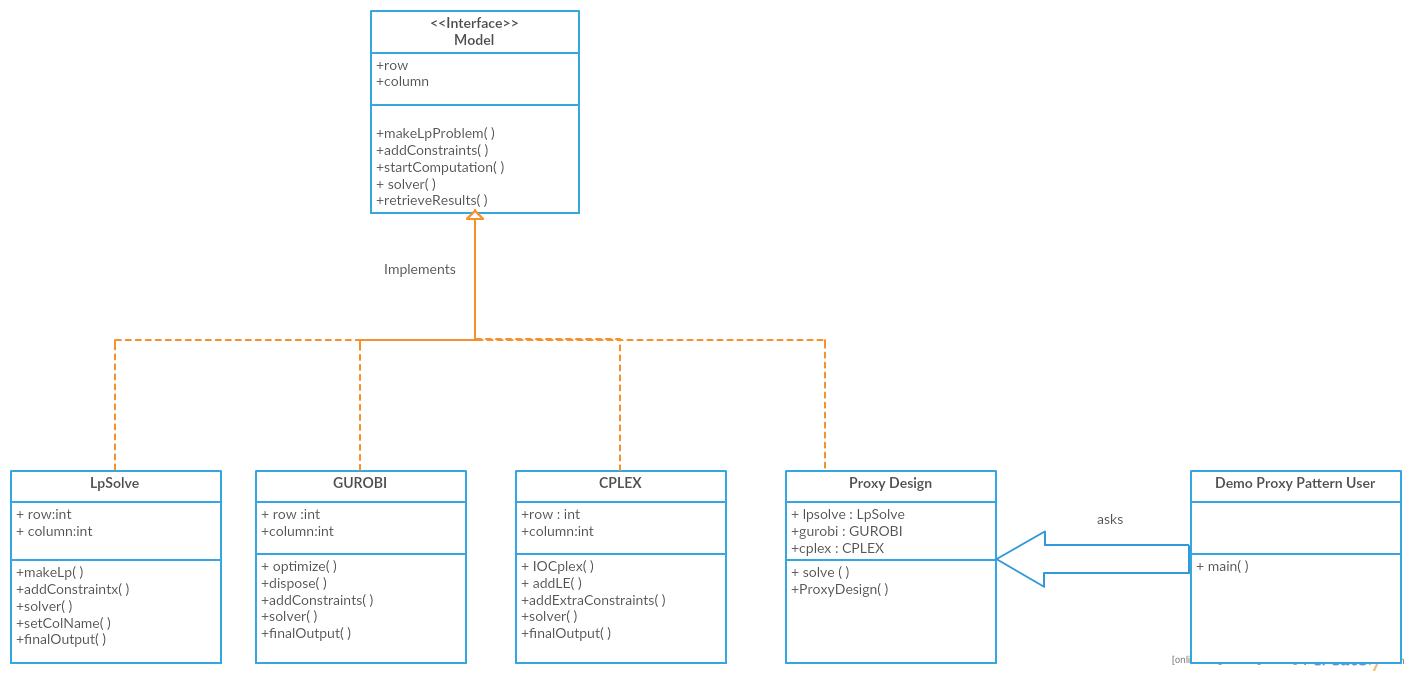 <<Interface>>
Model
+row
+column
+makeLpProblem( )
+addConstraints( )
+startComputation( )
+ solver( )
+retrieveResults( )
Implements
LpSolve
+ row:int
+ column:int
+makeLp( )
+addConstraintx( )
+solver( )
+setColName( )
+finalOutput( )
GUROBI
+ row :int
+column:int
+ optimize( )
+dispose( )
+addConstraints( )
+solver( )
+finalOutput( )
CPLEX
+row : int
+column:int
+ IOCplex( )
+ addLE( )
+addExtraConstraints( )
+solver( )
+finalOutput( )
Proxy Design
+ lpsolve : LpSolve
+gurobi : GUROBI
+cplex : CPLEX
+ solve ( )
+ProxyDesign( )
asks
Demo Proxy Pattern User
+ main( )